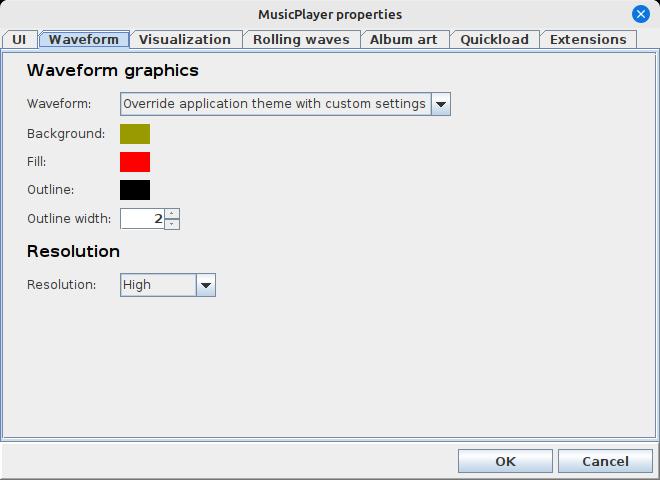 MusicPlayer properties
UI Waveform Visualization Rolling waves Album art Quickload Extensions
Waveform graphics
Waveform: Override application theme with custom settings
Background:
Fill:
Outline:
Outline width: 2
Resolution
Resolution: High
OK Cancel